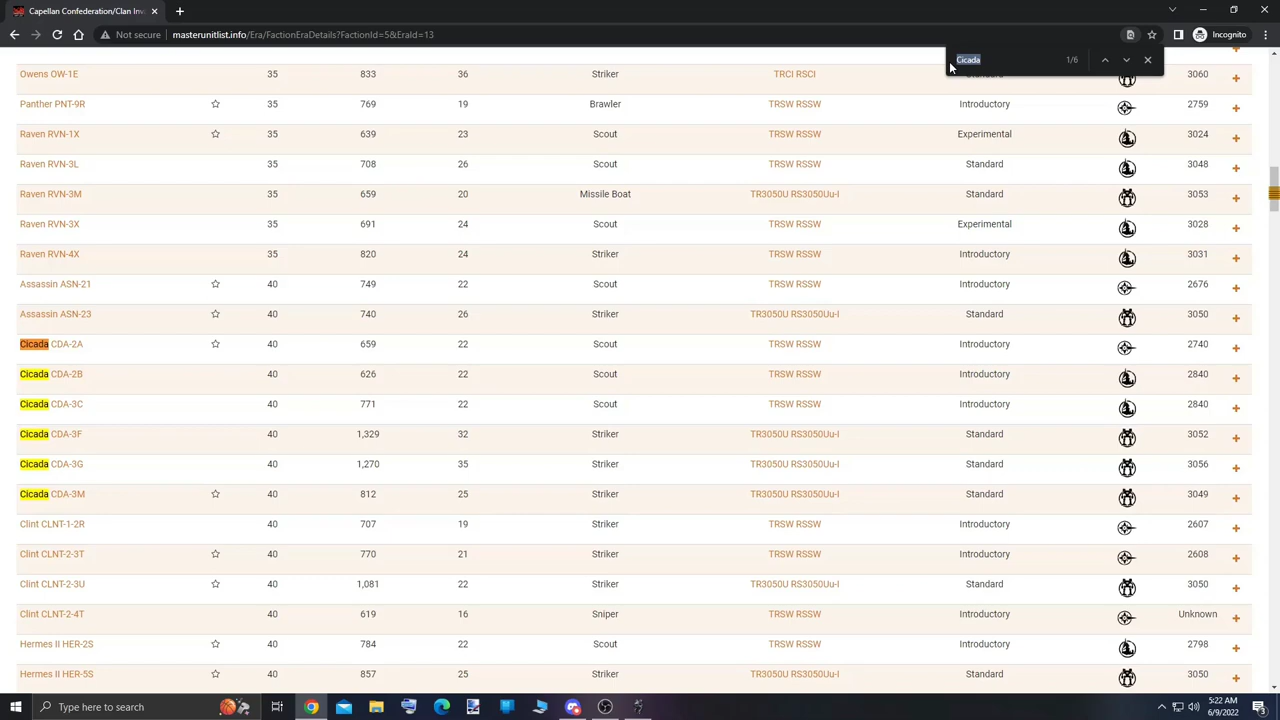 Capellan Confederation/Clan Inv
Not secure masterunitlist.info/Era/FactionEraDetails?FactionId=5&EraId=13 Incognito
Cicada 1/6
Owens OW-1E 35 833 36 Striker TRCI RSCI 3060
Panther PNT-9R 35 769 19 Brawler TRSW RSSW Introductory 2759
Raven RVN-1X 35 639 23 Scout TRSW RSSW Experimental 3024
Raven RVN-3L 35 708 26 Scout TRSW RSSW Standard 3048
Raven RVN-3M 35 659 20 Missile Boat TR3050U RS3050Uu-I Standard 3053
Raven RVN-3X 35 691 24 Scout TRSW RSSW Experimental 3028
Raven RVN-4X 35 820 24 Striker TRSW RSSW Introductory 3031
Assassin ASN-21 40 749 22 Scout TRSW RSSW Introductory 2676
Assassin ASN-23 40 740 26 Striker TR3050U RS3050Uu-I Standard 3050
Cicada CDA-2A 40 659 22 Scout TRSW RSSW Introductory 2740
Cicada CDA-2B 40 626 22 Scout TRSW RSSW Introductory 2840
Cicada CDA-3C 40 771 22 Scout TRSW RSSW Introductory 2840
Cicada CDA-3F 40 1,329 32 Striker TR3050U RS3050Uu-I Standard 3052
Cicada CDA-3G 40 1,270 35 Striker TR3050U RS3050Uu-I Standard 3056
Cicada CDA-3M 40 812 25 Striker TR3050U RS3050Uu-I Standard 3049
Clint CLNT-1-2R 40 707 19 Striker TRSW RSSW Introductory 2607
Clint CLNT-2-3T 40 770 21 Striker TRSW RSSW Introductory 2608
Clint CLNT-2-3U 40 1,081 22 Striker TR3050U RS3050Uu-I Standard 3050
Clint CLNT-2-4T 40 619 16 Sniper TRSW RSSW Introductory Unknown
Hermes II HER-2S 40 784 22 Scout TRSW RSSW Introductory 2798
Hermes II HER-5S 40 857 25 Striker TR3050U RS3050Uu-I Standard 3050
Type here to search
5:22 AM
6/9/2022